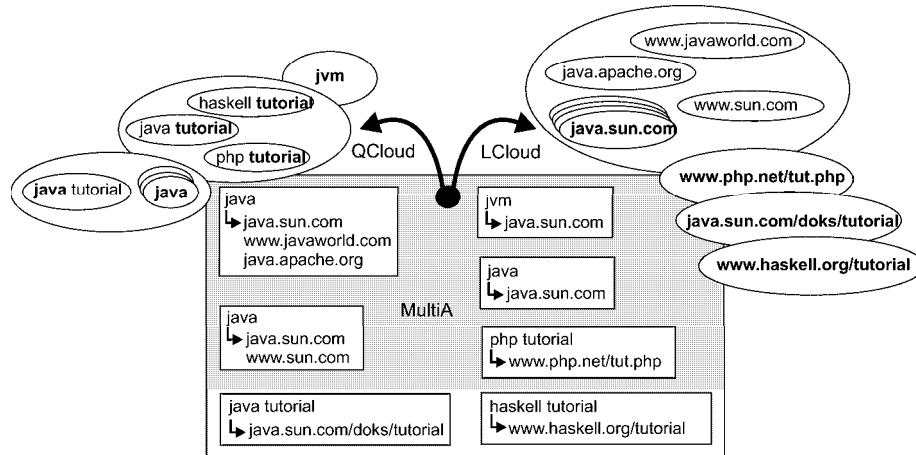 www.javaworld.com
java.apache.org
www.sun.com
java.sun.com
jvm
haskell tutorial
java tutorial
php tutorial
QCloud
LCloud
java tutorial
java
www.php.net/tut.php
java.sun.com/doks/tutorial
www.haskell.org/tutorial
java
java.sun.com
www.javaworld.com
java.apache.org
jvm
java.sun.com
java
java.sun.com
MultiA
java
java.sun.com
www.sun.com
php tutorial
www.php.net/tut.php
java tutorial
java.sun.com/doks/tutorial
haskell tutorial
www.haskell.org/tutorial